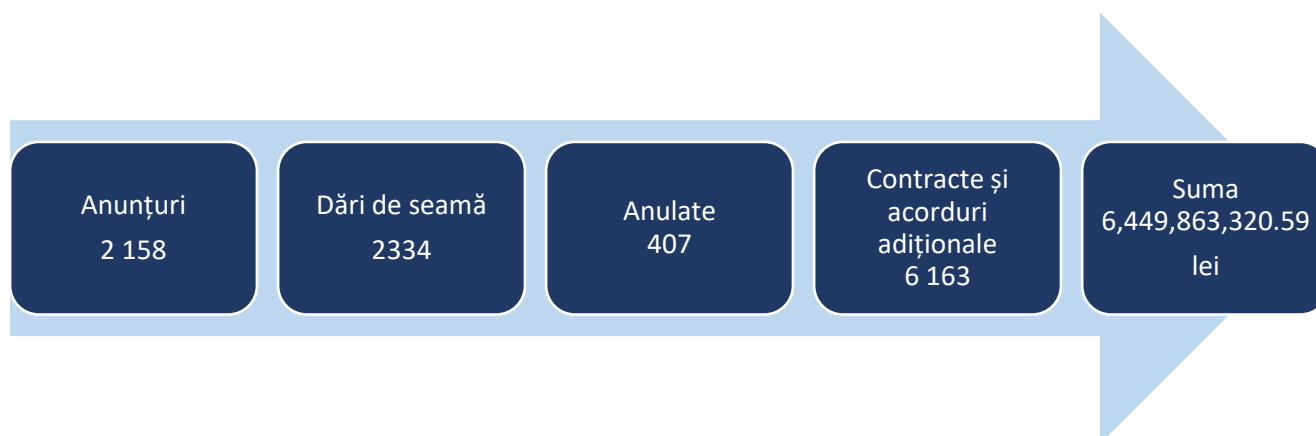 Anunțuri
2 158
Dări de seamă
2334
Anulate
407
Contracte și
acorduri
adiționale
6 163
Suma
6,449,863,320.59
lei